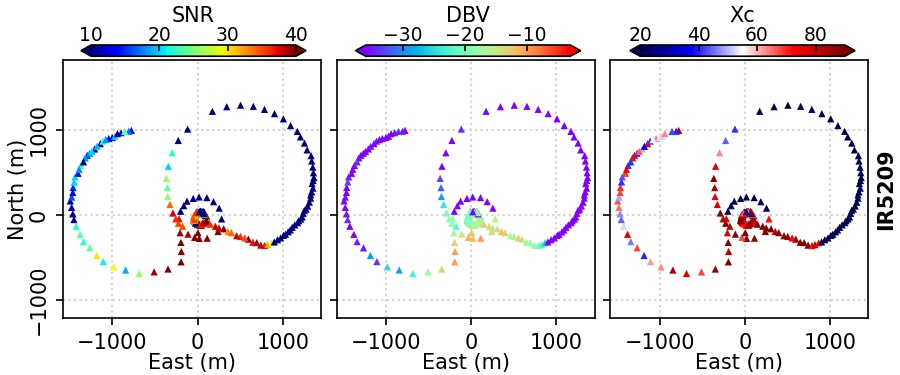 SNR DBV Xc
10 20 30 40 −30 −20 −10 20 40 60 80
North (m)
1000
0
−1000
IR5209
−1000 0 1000 −1000 0 1000 −1000 0 1000
East (m) East (m) East (m)